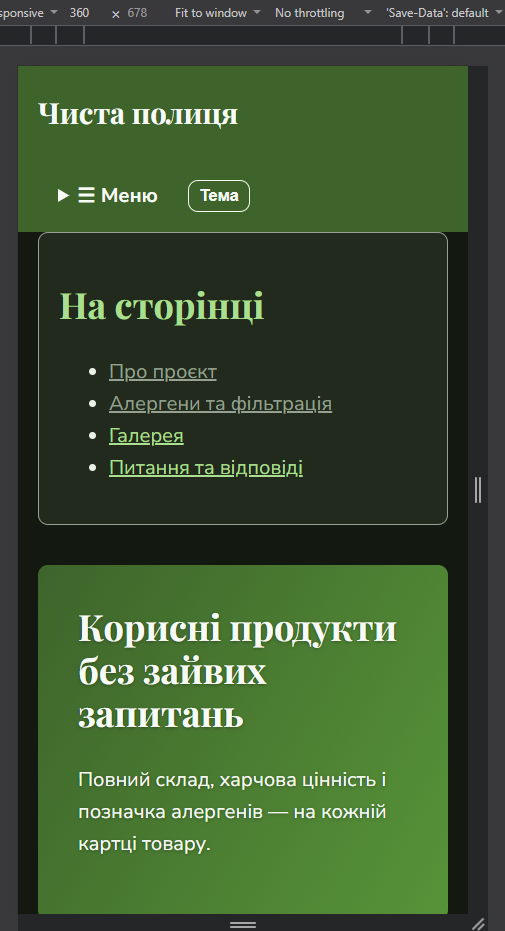 sponsive 360 × 678 Fit to window No throttling 'Save-Data': default
Чиста полиця
☰ Меню Тема
На сторінці
Про проєкт
Алергени та фільтрація
Галерея
Питання та відповіді
Корисні продукти
без зайвих
запитань
Повний склад, харчова цінність і
позначка алергенів — на кожній
картці товару.